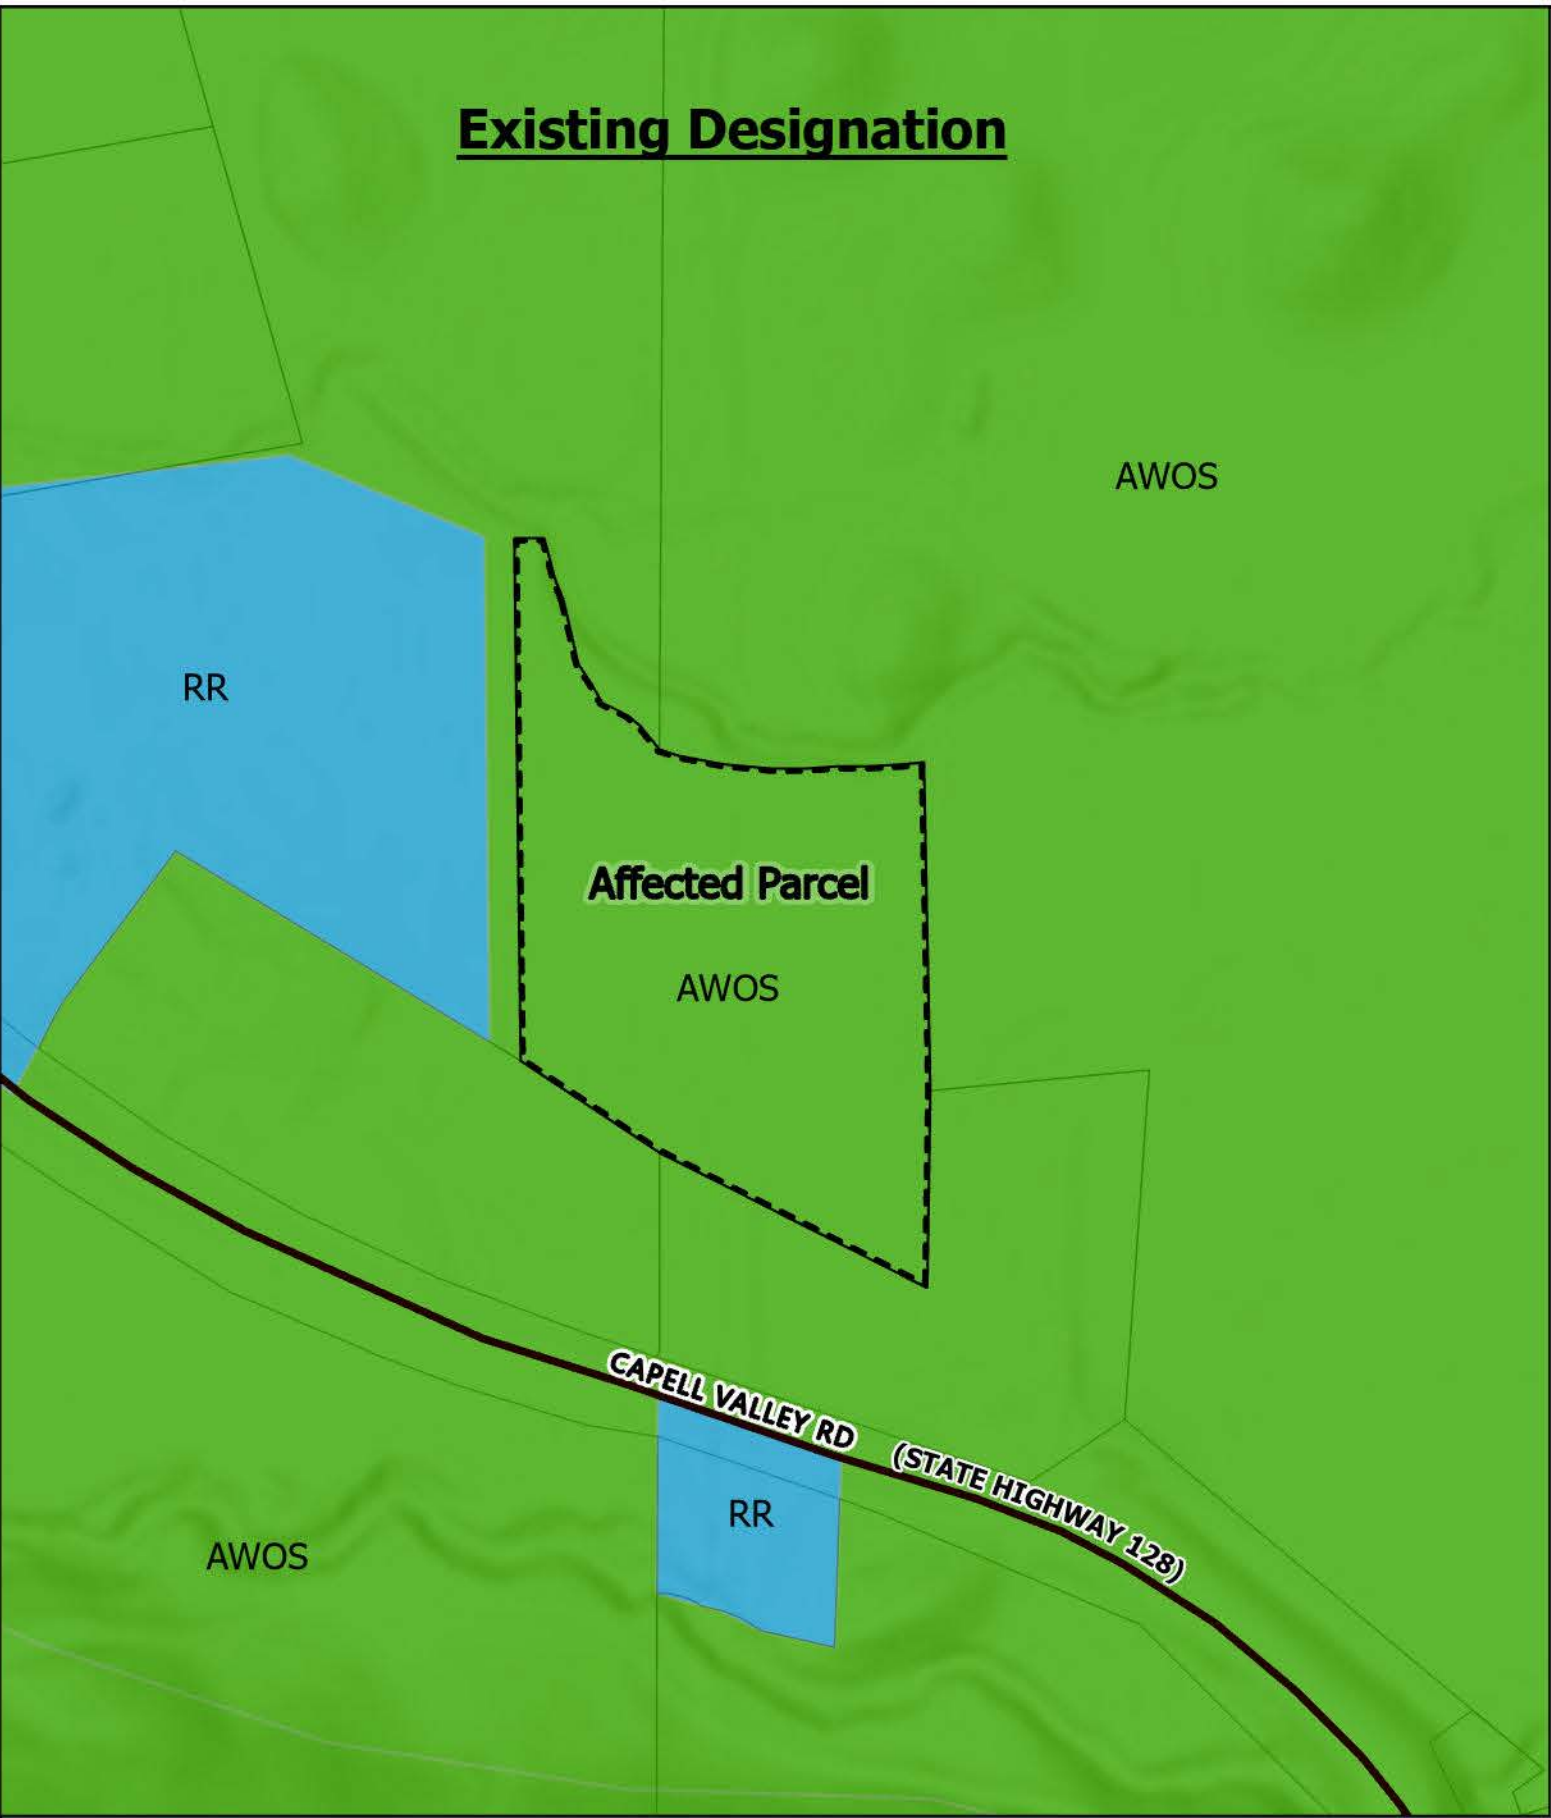 Existing Designation
AWOS
RR
Affected Parcel
AWOS
CAPELL VALLEY RD (STATE HIGHWAY 128)
RR
AWOS